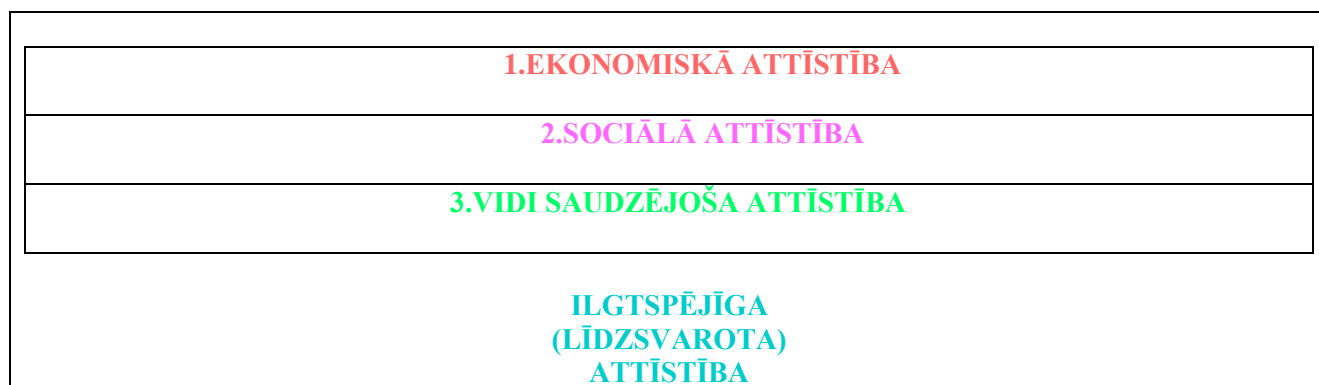 1.EKONOMISKĀ ATTĪSTĪBA
2.SOCIĀLĀ ATTĪSTĪBA
3.VIDI SAUDZĒJOŠA ATTĪSTĪBA
ILGTSPĒJĪGA
(LĪDZSVAROTA)
ATTĪSTĪBA